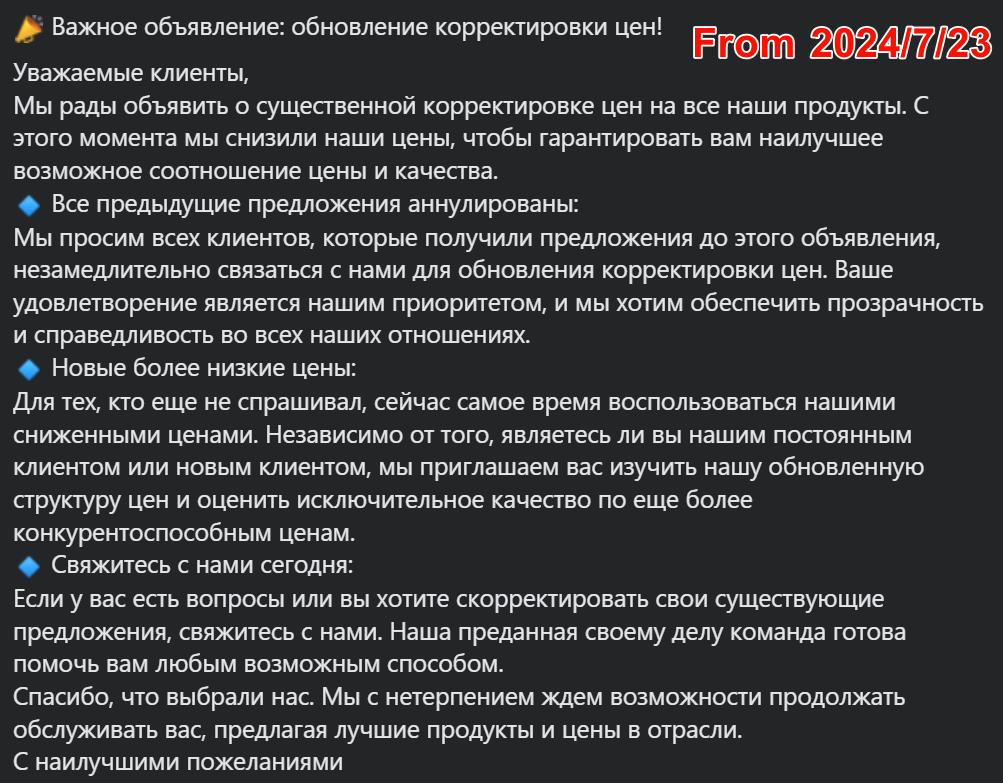 🎉 Важное объявление: обновление корректировки цен!
From 2024/7/23
Уважаемые клиенты,
Мы рады объявить о существенной корректировке цен на все наши продукты. С
этого момента мы снизили наши цены, чтобы гарантировать вам наилучшее
возможное соотношение цены и качества.
🔹 Все предыдущие предложения аннулированы:
Мы просим всех клиентов, которые получили предложения до этого объявления,
незамедлительно связаться с нами для обновления корректировки цен. Ваше
удовлетворение является нашим приоритетом, и мы хотим обеспечить прозрачность
и справедливость во всех наших отношениях.
🔹 Новые более низкие цены:
Для тех, кто еще не спрашивал, сейчас самое время воспользоваться нашими
сниженными ценами. Независимо от того, являетесь ли вы нашим постоянным
клиентом или новым клиентом, мы приглашаем вас изучить нашу обновленную
структуру цен и оценить исключительное качество по еще более
конкурентоспособным ценам.
🔹 Свяжитесь с нами сегодня:
Если у вас есть вопросы или вы хотите скорректировать свои существующие
предложения, свяжитесь с нами. Наша преданная своему делу команда готова
помочь вам любым возможным способом.
Спасибо, что выбрали нас. Мы с нетерпением ждем возможности продолжать
обслуживать вас, предлагая лучшие продукты и цены в отрасли.
С наилучшими пожеланиями